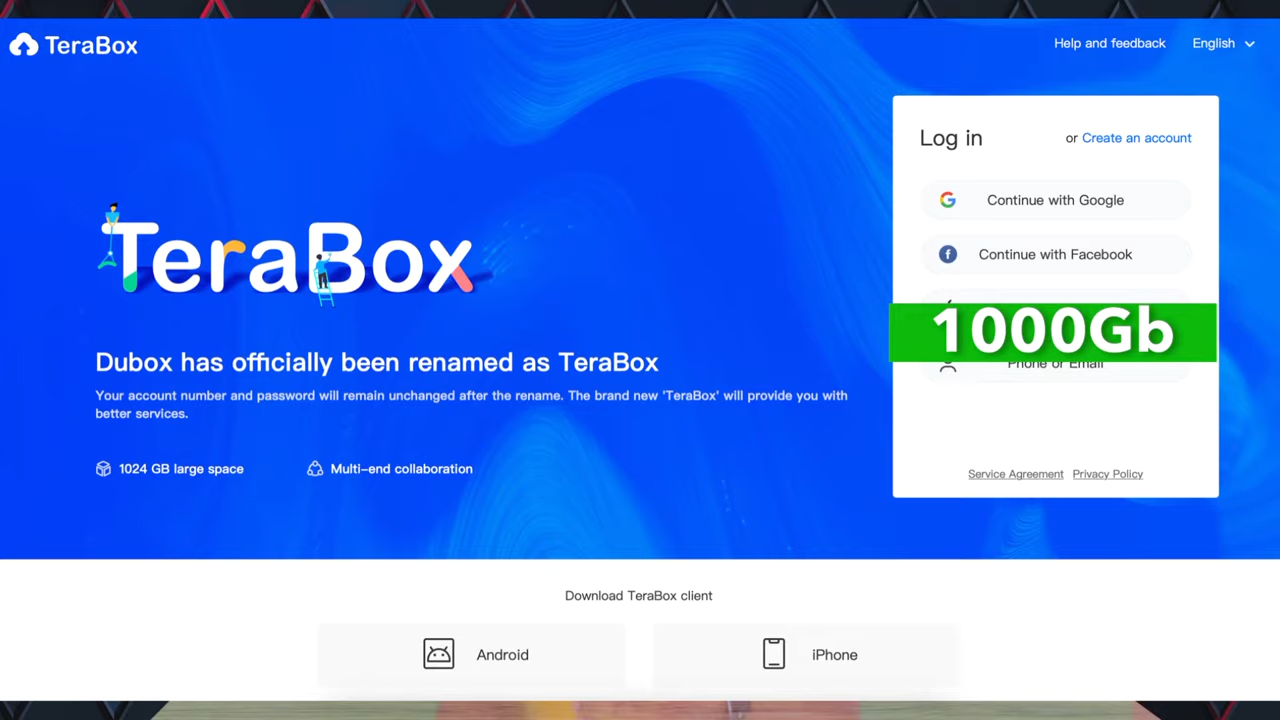 TeraBox
Help and feedback
English
Log in
or Create an account
Continue with Google
Continue with Facebook
1000Gb
Phone or Email
TeraBox
Dubox has officially been renamed as TeraBox
Your account number and password will remain unchanged after the rename. The brand new 'TeraBox' will provide you with
better services.
1024 GB large space
Multi-end collaboration
Service Agreement
Privacy Policy
Download TeraBox client
Android
iPhone